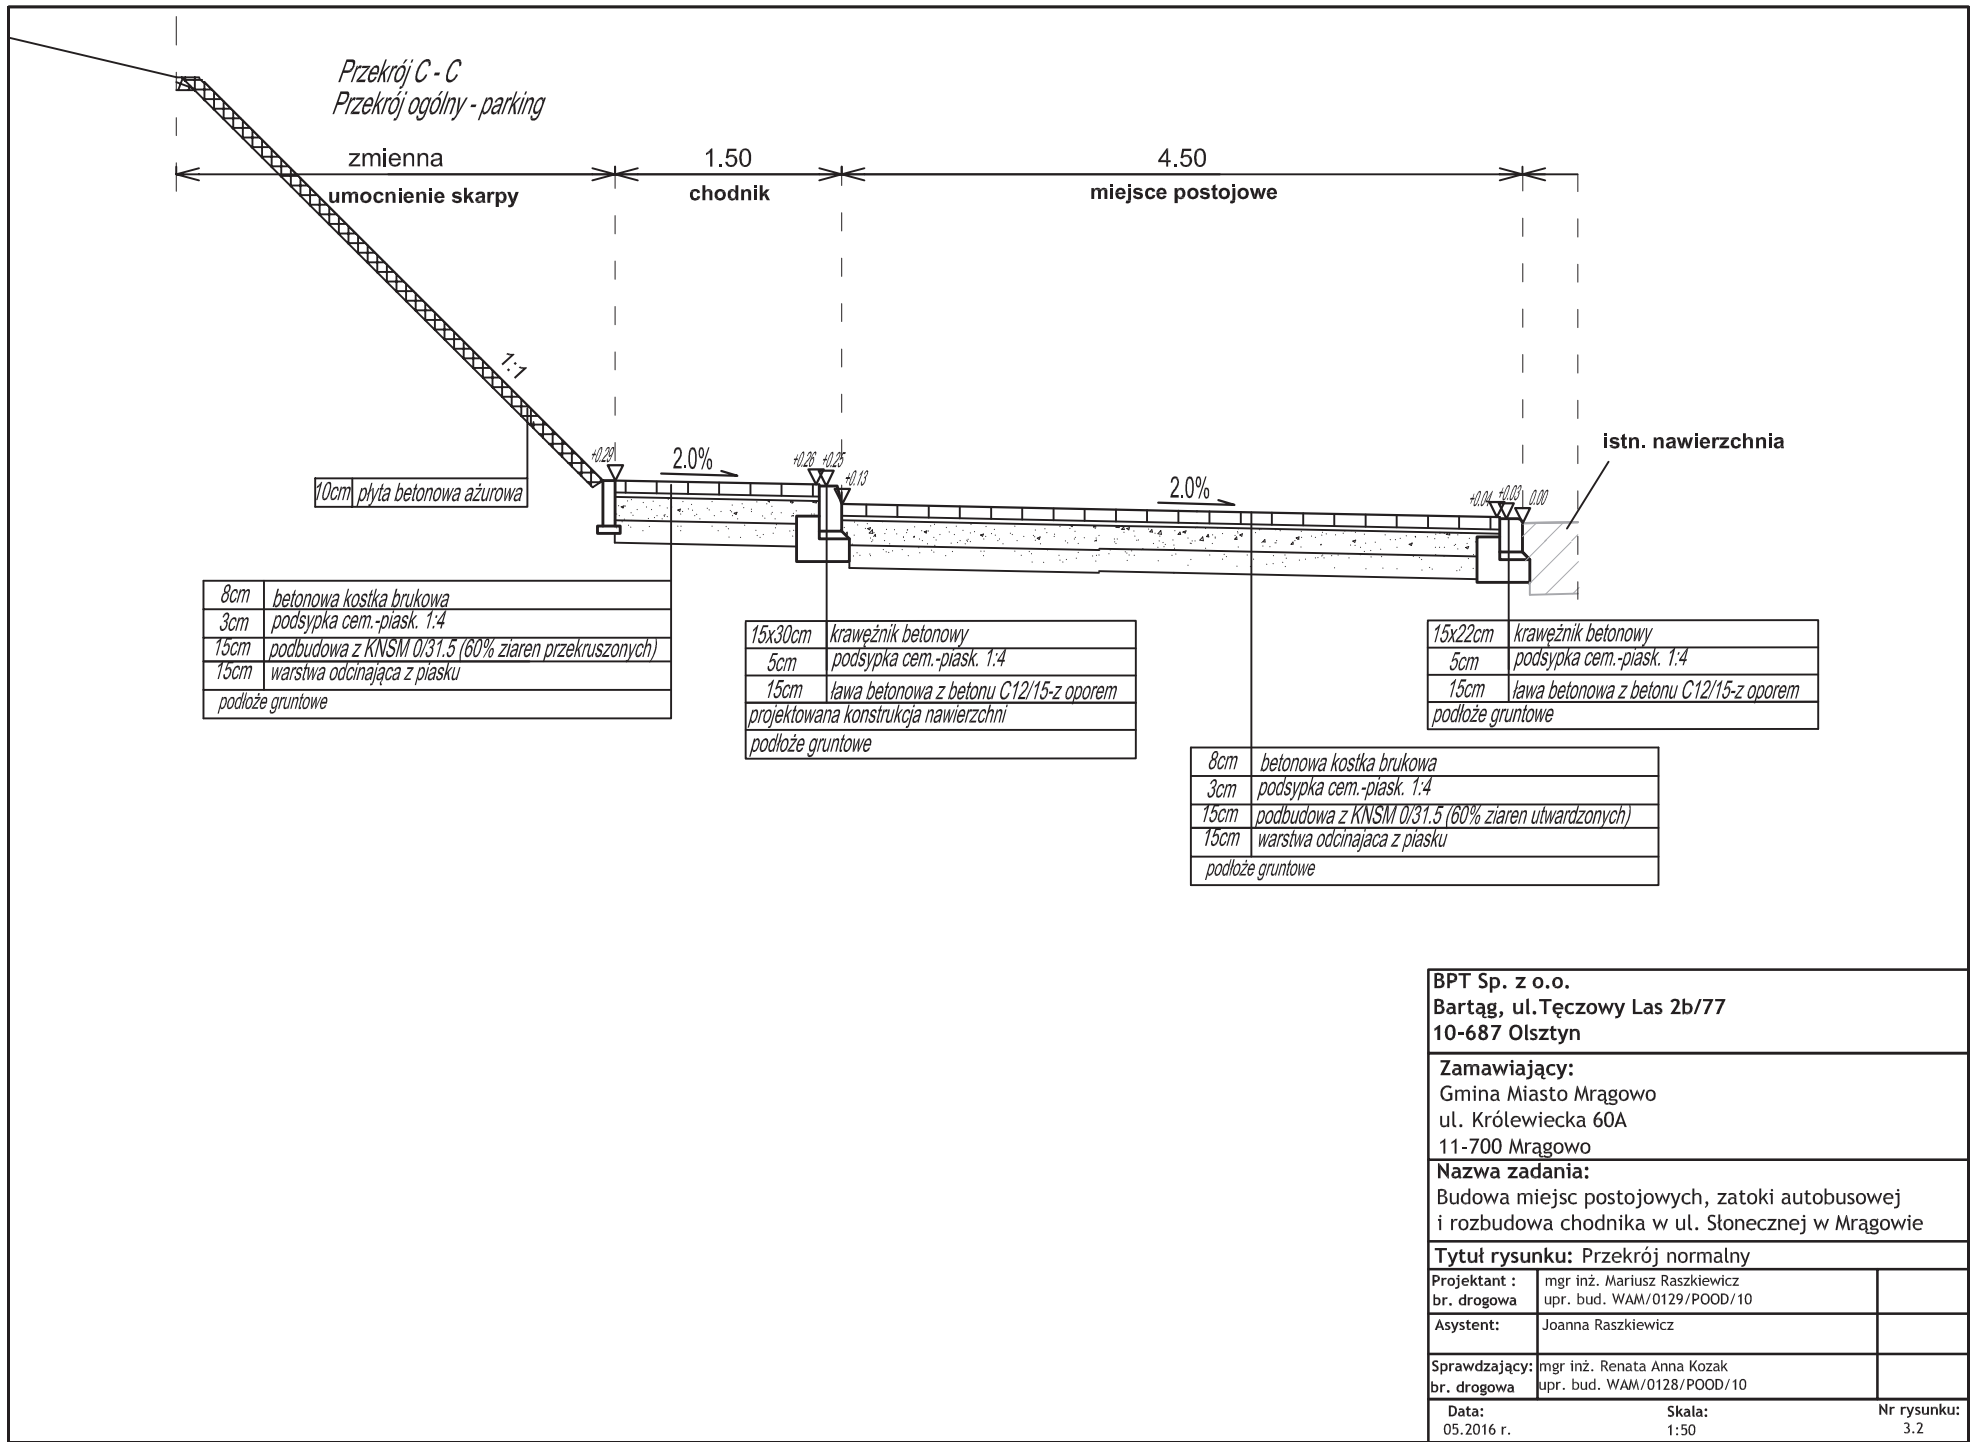 Przekrój C - C
Przekrój ogólny - parking
zmienna
1.50
4.50
umocnienie skarpy
chodnik
miejsce postojowe
1:1
istn. nawierzchnia
+0.29
2.0%
+0.26
+0.25
+0.13
2.0%
+0.04
+0.03
0.00
10cm płyta betonowa ażurowa
8cm betonowa kostka brukowa
3cm podsypka cem.-piask. 1:4
15cm podbudowa z KNSM 0/31.5 (60% ziaren przekruszonych)
15cm warstwa odcinająca z piasku
podłoże gruntowe
15x30cm krawężnik betonowy
5cm podsypka cem.-piask. 1:4
15cm ława betonowa z betonu C12/15-z oporem
projektowana konstrukcja nawierzchni
podłoże gruntowe
15x22cm krawężnik betonowy
5cm podsypka cem.-piask. 1:4
15cm ława betonowa z betonu C12/15-z oporem
podłoże gruntowe
8cm betonowa kostka brukowa
3cm podsypka cem.-piask. 1:4
15cm podbudowa z KNSM 0/31.5 (60% ziaren utwardzonych)
15cm warstwa odcinajaca z piasku
podłoże gruntowe
BPT Sp. z o.o.
Bartąg, ul.Tęczowy Las 2b/77
10-687 Olsztyn
Zamawiający:
Gmina Miasto Mrągowo
ul. Królewiecka 60A
11-700 Mrągowo
Nazwa zadania:
Budowa miejsc postojowych, zatoki autobusowej
i rozbudowa chodnika w ul. Słonecznej w Mrągowie
Tytuł rysunku: Przekrój normalny
Projektant : mgr inż. Mariusz Raszkiewicz
br. drogowa upr. bud. WAM/0129/POOD/10
Asystent: Joanna Raszkiewicz
Sprawdzający: mgr inż. Renata Anna Kozak
br. drogowa upr. bud. WAM/0128/POOD/10
Data: Skala: Nr rysunku:
05.2016 r. 1:50 3.2